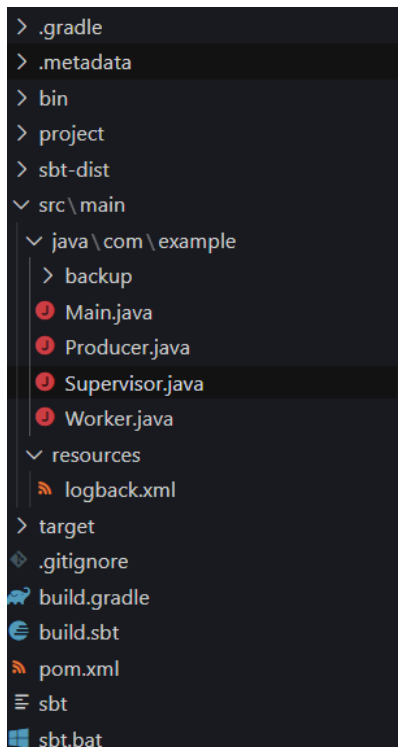 .gradle
.metadata
bin
project
sbt-dist
src\main
java\com\example
backup
Main.java
Producer.java
Supervisor.java
Worker.java
resources
logback.xml
target
.gitignore
build.gradle
build.sbt
pom.xml
sbt
sbt.bat